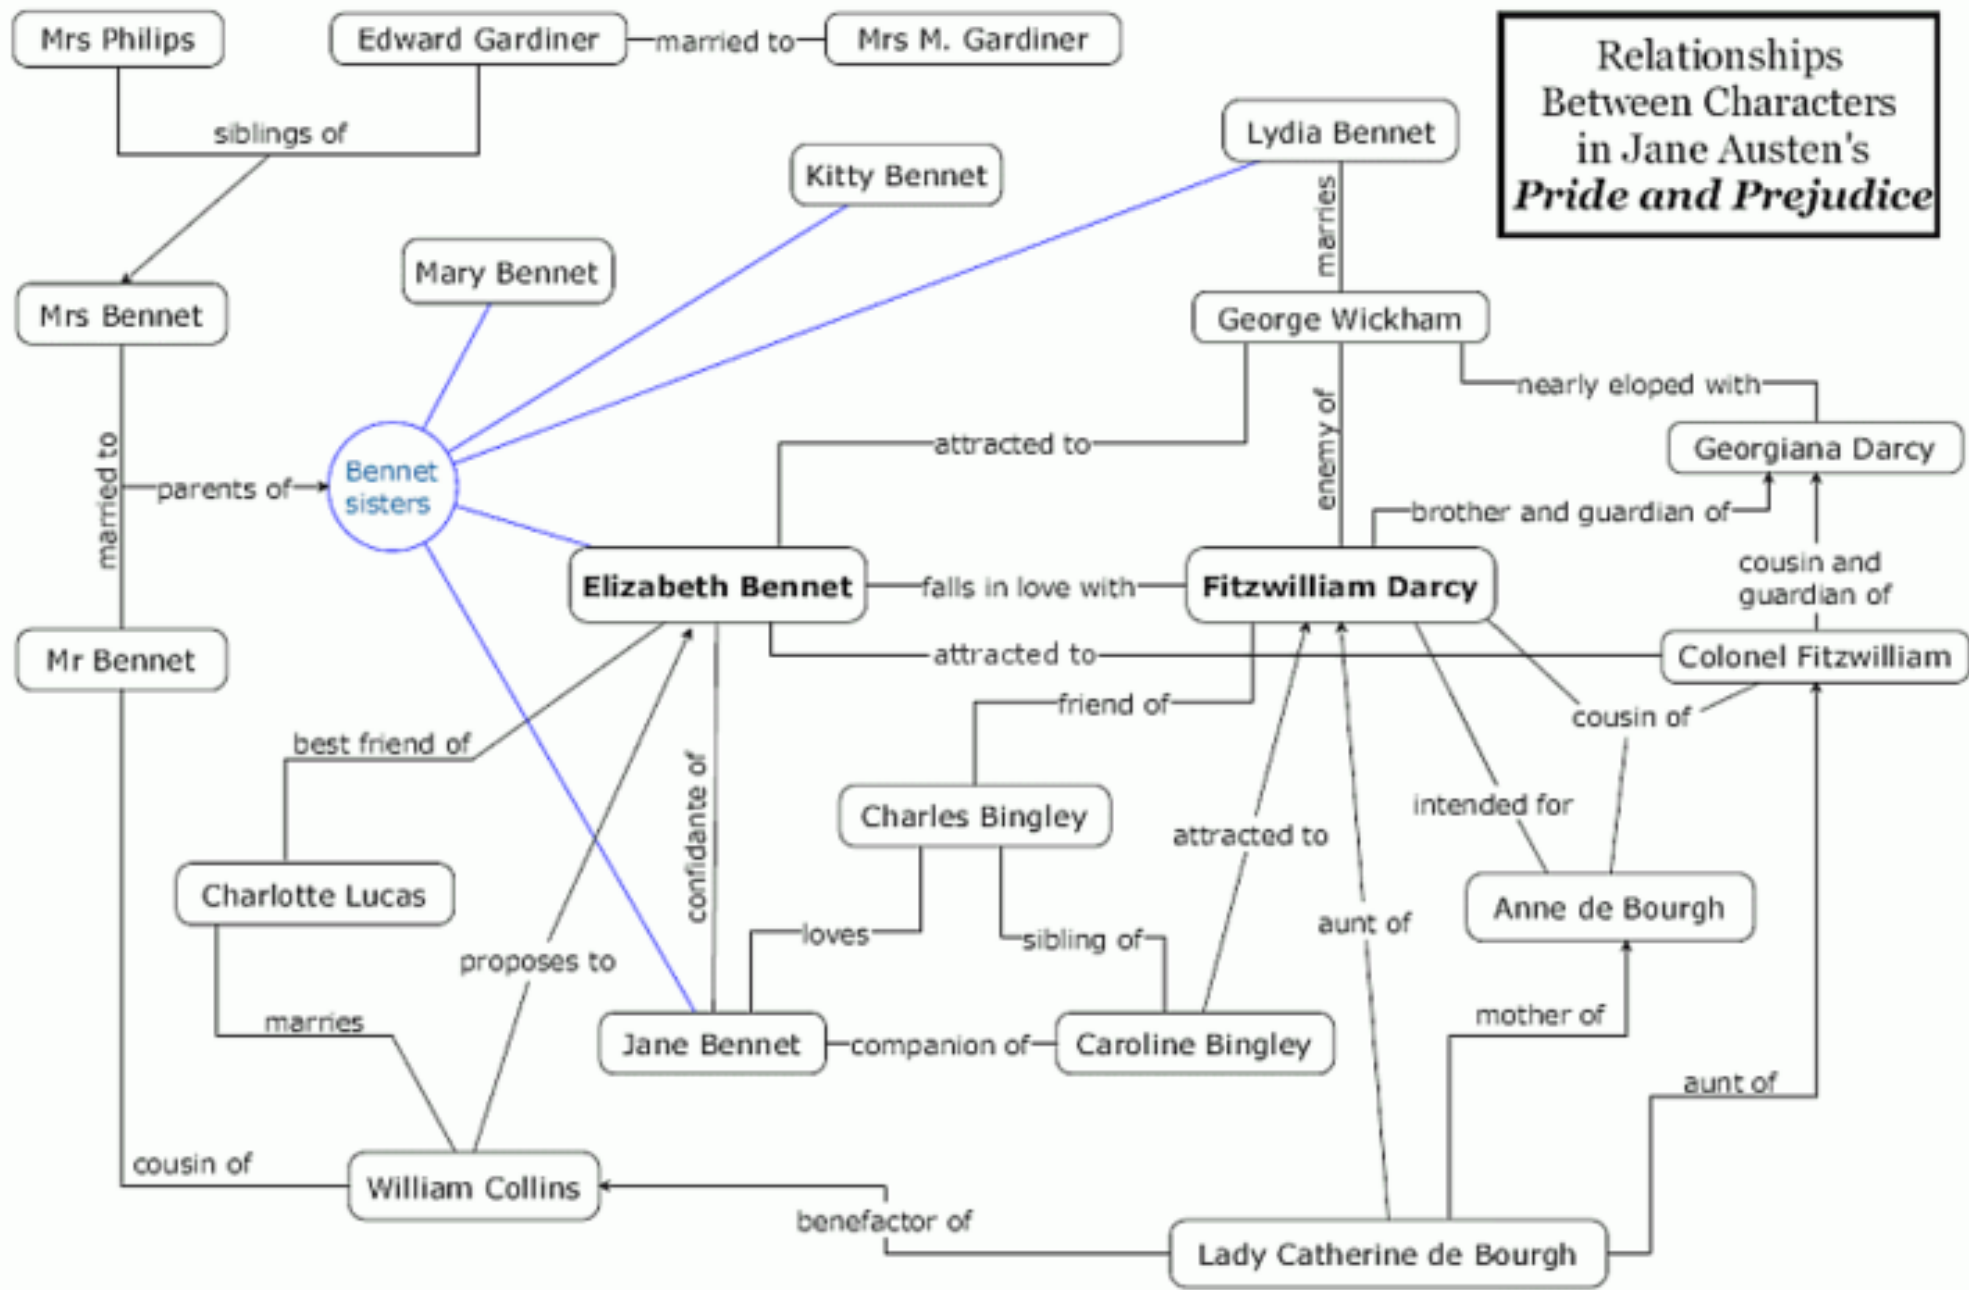 Mrs Philips
Edward Gardiner
married to
Mrs M. Gardiner
Relationships
Between Characters
in Jane Austen's
Pride and Prejudice
siblings of
Lydia Bennet
Kitty Bennet
marries
Mary Bennet
Mrs Bennet
George Wickham
nearly eloped with
attracted to
enemy of
Georgiana Darcy
married to
parents of
Bennet
sisters
brother and guardian of
cousin and
guardian of
Elizabeth Bennet
falls in love with
Fitzwilliam Darcy
Mr Bennet
attracted to
Colonel Fitzwilliam
friend of
cousin of
best friend of
confidante of
Charles Bingley
attracted to
intended for
Charlotte Lucas
Anne de Bourgh
loves
sibling of
aunt of
proposes to
marries
mother of
Jane Bennet
companion of
Caroline Bingley
aunt of
cousin of
William Collins
benefactor of
Lady Catherine de Bourgh